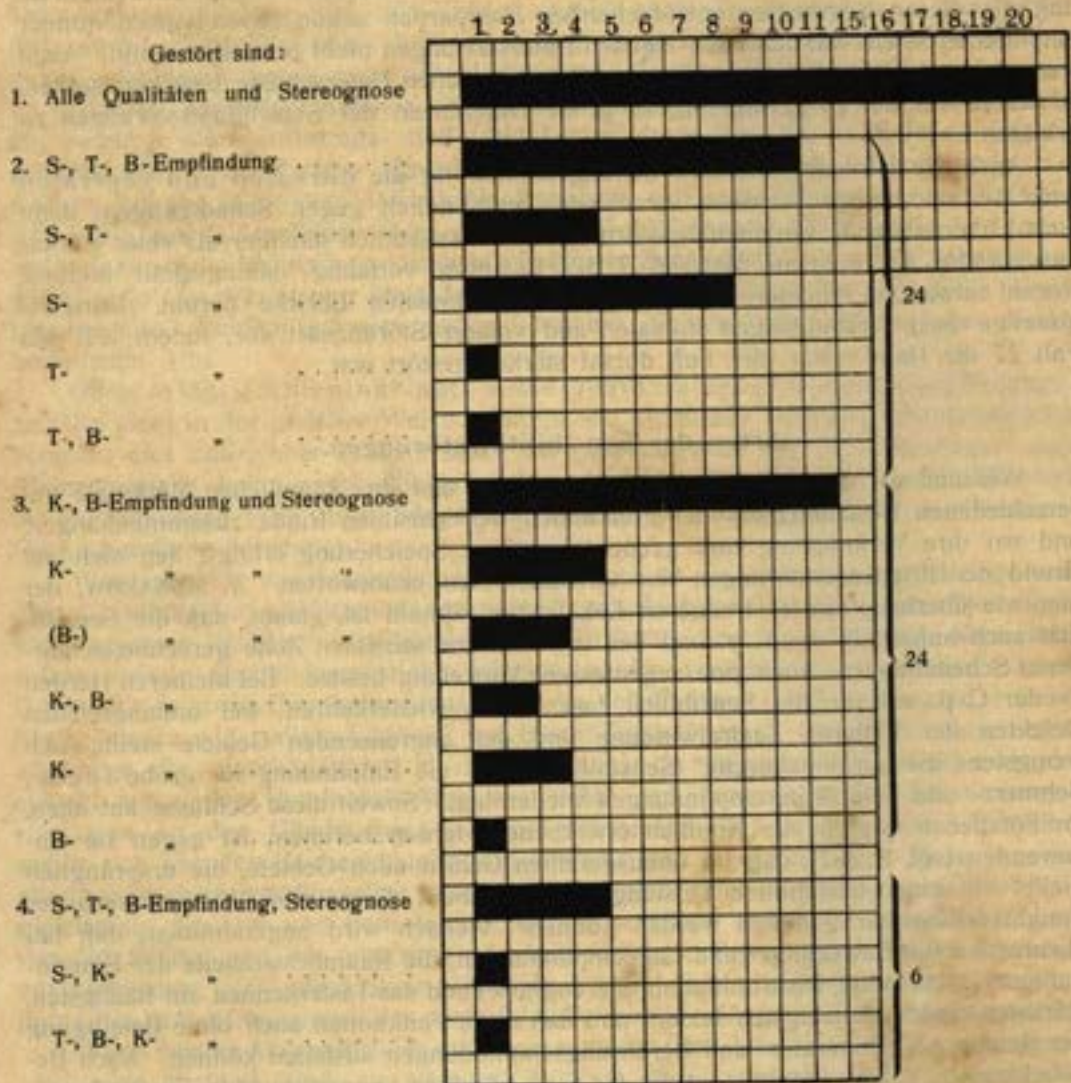 1. 2 3. 4 5 6 7 8 9 10 11 15 16 17 18.19 20
Gestört sind:
1. Alle Qualitäten und Stereognose
2. S-, T-, B-Empfindung . . . . .
S-, T- „ . . . . .
S- „ . . . . .
24
T- „ . . . . .
T-, B- „ . . . . .
3. K-, B-Empfindung und Stereognose
K- „ „ „
(B-) „ „ „
24
K-, B- „ . . . . .
K- „ . . . . .
B- „ . . . . .
4. S-, T-, B-Empfindung, Stereognose
S-, K- „ . . . . .
6
T-, B-, K- „ . . . . .